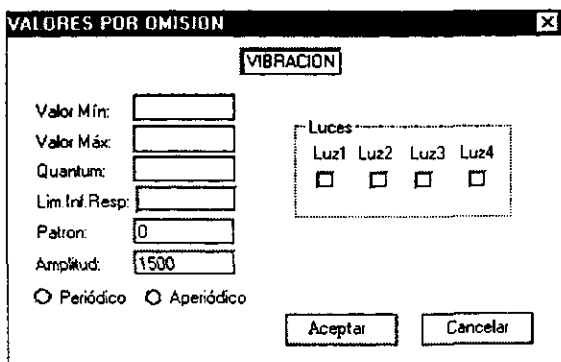 VALORES POR OMISION
VIBRACION
Valor Mín:
Valor Máx:
Quantum:
Lim.Inf.Resp:
Patron: 0
Amplitud: 1500
Periódico Aperiódico
Luces
Luz1 Luz2 Luz3 Luz4
Aceptar Cancelar